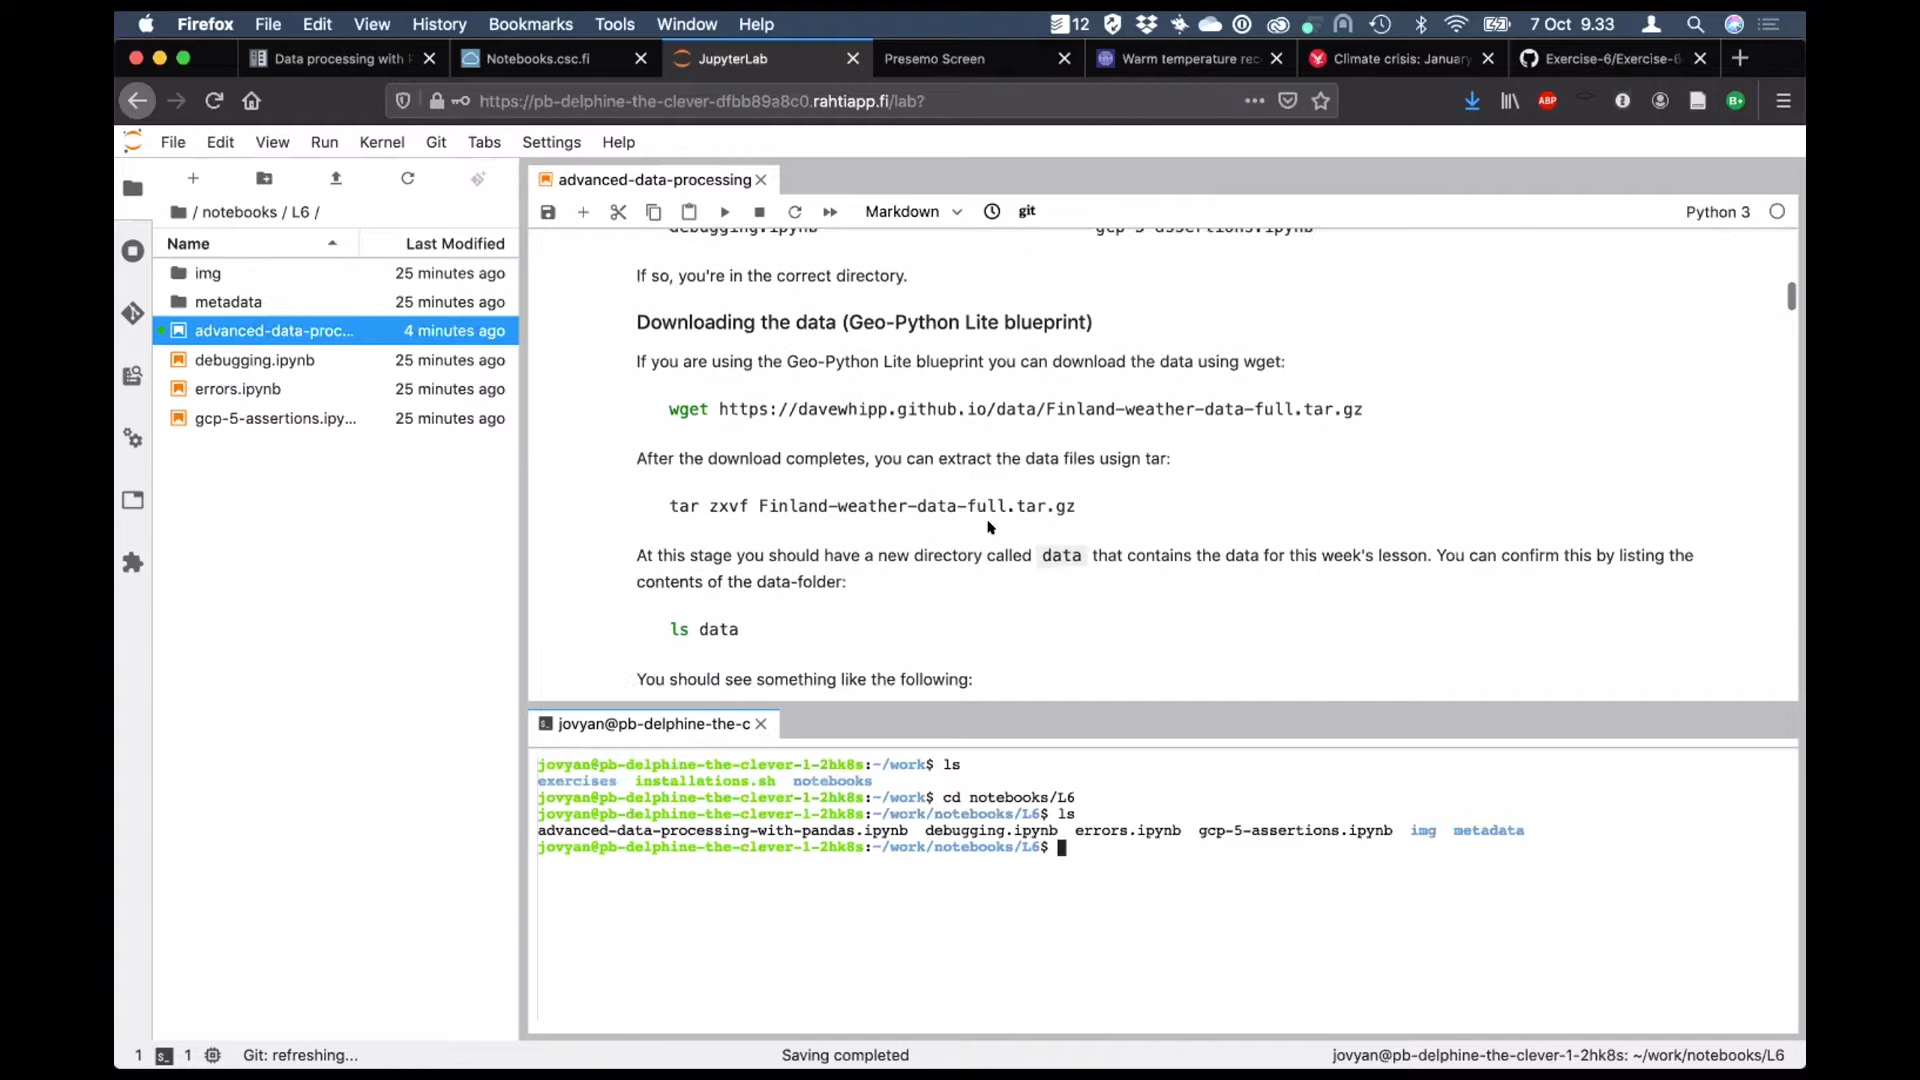 Firefox File Edit View History Bookmarks Tools Window Help 12 7 Oct 9.33
Data processing with Notebooks.csc.fi JupyterLab Presemo Screen Warm temperature rec Climate crisis: January Exercise-6/Exercise-6
https://pb-delphine-the-clever-dfbb89a8c0.rahtiapp.fi/lab? ABP B+
File Edit View Run Kernel Git Tabs Settings Help
advanced-data-processing
/ notebooks / L6 /
Markdown git Python 3
Name Last Modified
img 25 minutes ago
metadata 25 minutes ago
advanced-data-proc... 4 minutes ago
debugging.ipynb 25 minutes ago
errors.ipynb 25 minutes ago
gcp-5-assertions.ipy... 25 minutes ago
debugging.ipynb gcp-5-assertions.ipynb
If so, you're in the correct directory.
Downloading the data (Geo-Python Lite blueprint)
If you are using the Geo-Python Lite blueprint you can download the data using wget:
wget https://davewhipp.github.io/data/Finland-weather-data-full.tar.gz
After the download completes, you can extract the data files usign tar:
tar zxvf Finland-weather-data-full.tar.gz
At this stage you should have a new directory called data that contains the data for this week's lesson. You can confirm this by listing the
contents of the data-folder:
ls data
You should see something like the following:
jovyan@pb-delphine-the-c
jovyan@pb-delphine-the-clever-1-2hk8s:~/work$ ls
exercises installations.sh notebooks
jovyan@pb-delphine-the-clever-1-2hk8s:~/work$ cd notebooks/L6
jovyan@pb-delphine-the-clever-1-2hk8s:~/work/notebooks/L6$ ls
advanced-data-processing-with-pandas.ipynb debugging.ipynb errors.ipynb gcp-5-assertions.ipynb img metadata
jovyan@pb-delphine-the-clever-1-2hk8s:~/work/notebooks/L6$
1 1 Git: refreshing... Saving completed jovyan@pb-delphine-the-clever-1-2hk8s: ~/work/notebooks/L6